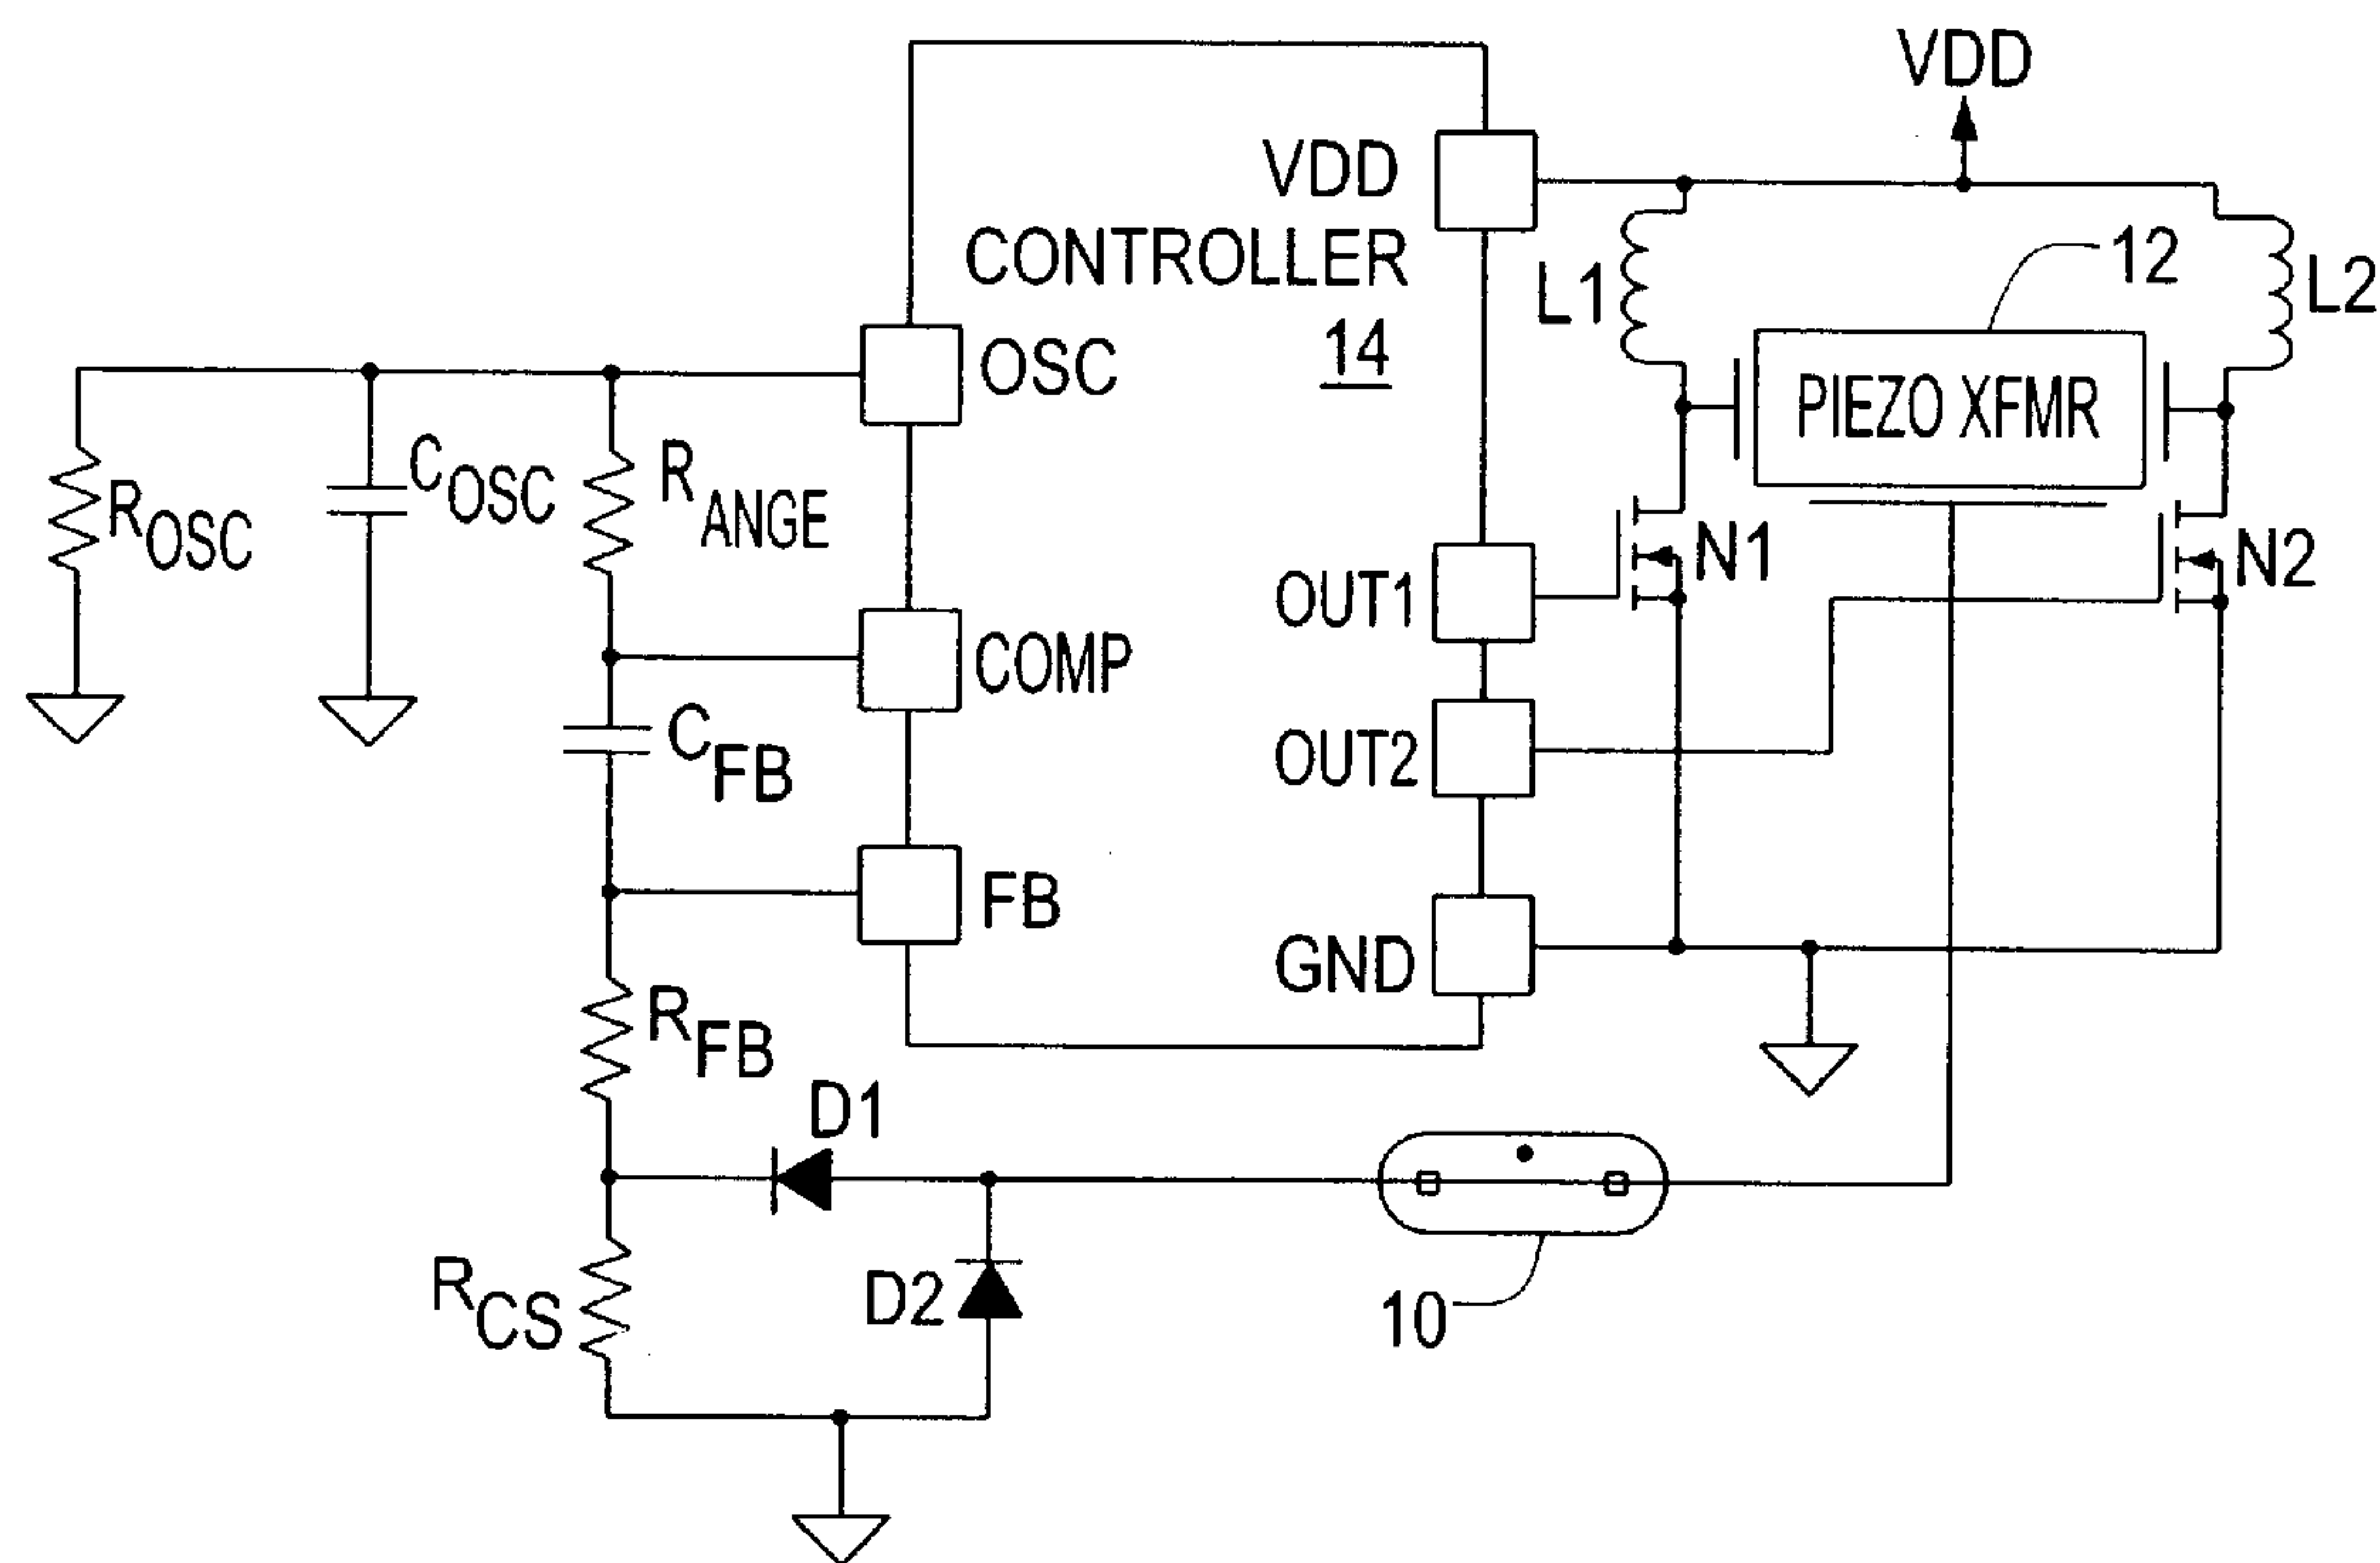 VDD
VDD
CONTROLLER
14
OSC
L1
12
L2
PIEZO XFMR
ROSC
COSC
RANGE
N1
N2
OUT1
COMP
CFB
OUT2
FB
GND
RFB
D1
RCS
D2
10